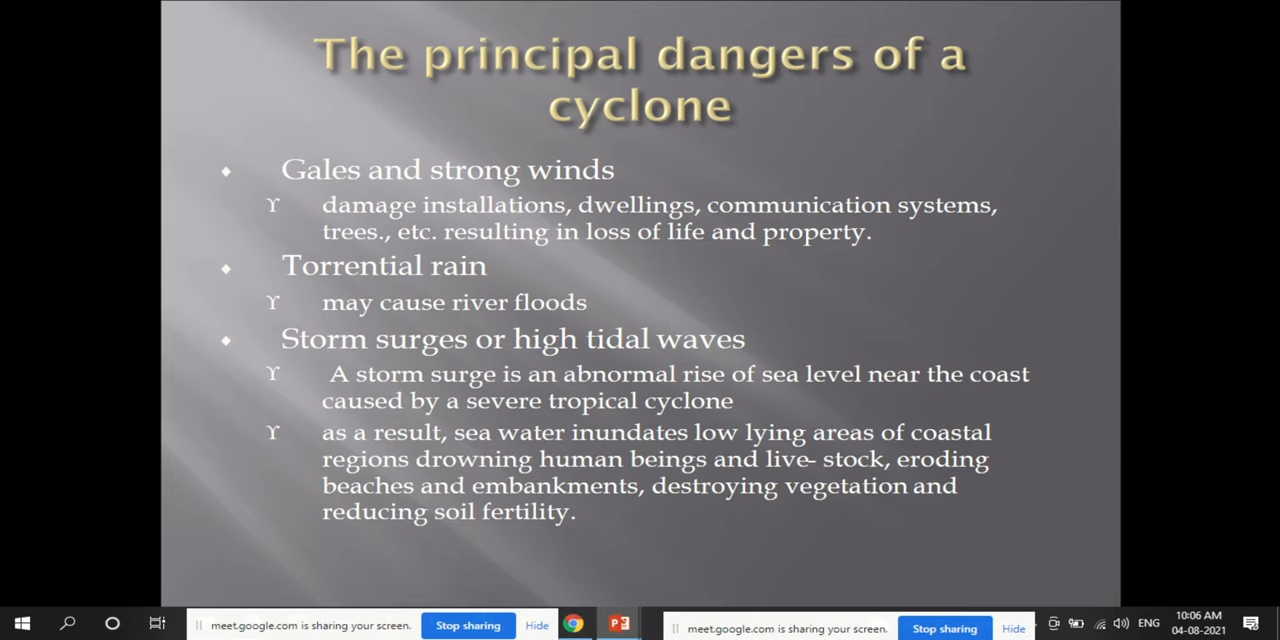 The principal dangers of a
cyclone
Gales and strong winds
damage installations, dwellings, communication systems,
trees., etc. resulting in loss of life and property.
Torrential rain
may cause river floods
Storm surges or high tidal waves
A storm surge is an abnormal rise of sea level near the coast
caused by a severe tropical cyclone
as a result, sea water inundates low lying areas of coastal
regions drowning human beings and live- stock, eroding
beaches and embankments, destroying vegetation and
reducing soil fertility.
meet.google.com is sharing your screen. Stop sharing Hide
meet.google.com is sharing your screen. Stop sharing Hide
ENG
10:06 AM
04-08-2021